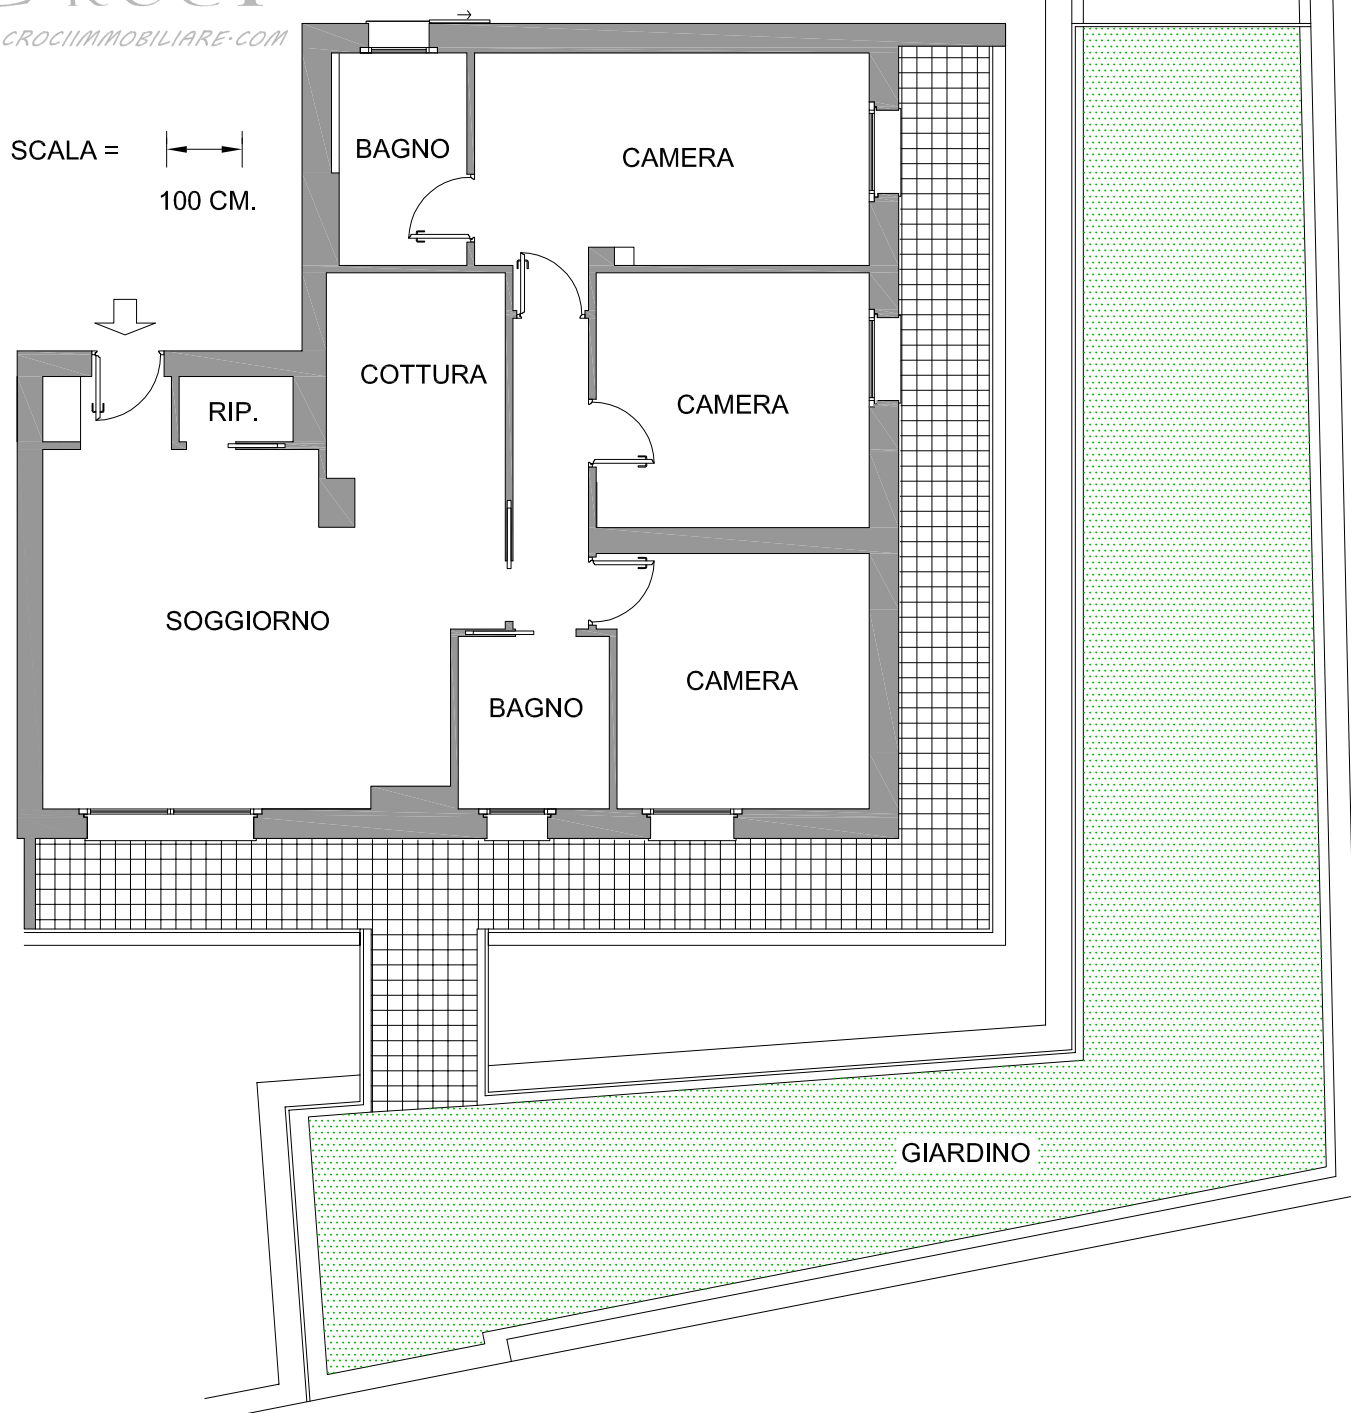 CROCIIMMOBILIARE.COM
SCALA =
100 CM.
BAGNO
CAMERA
COTTURA
RIP.
CAMERA
SOGGIORNO
BAGNO
CAMERA
GIARDINO